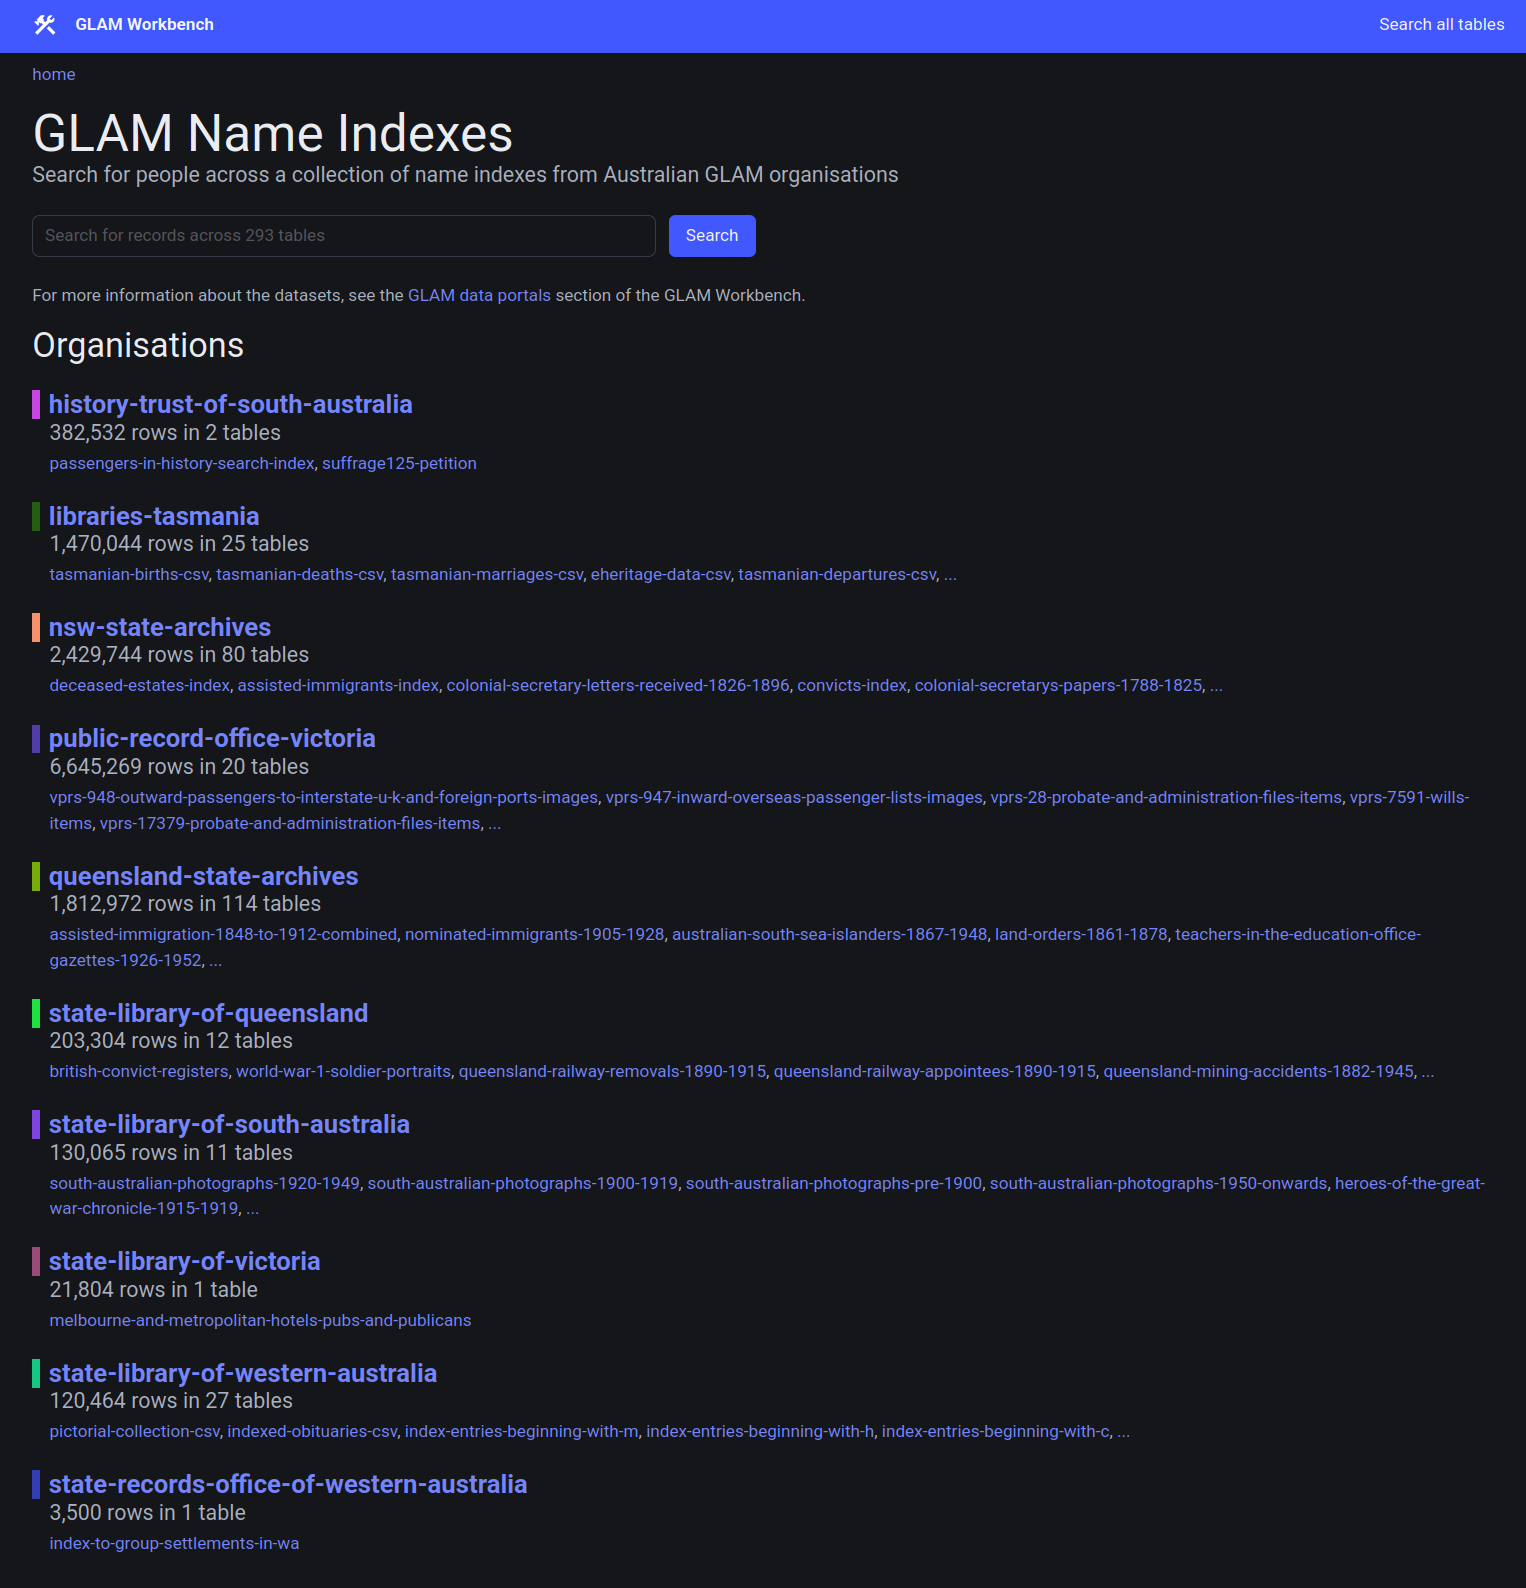 GLAM Workbench
Search all tables
home
GLAM Name Indexes
Search for people across a collection of name indexes from Australian GLAM organisations
Search for records across 293 tables
Search
For more information about the datasets, see the GLAM data portals section of the GLAM Workbench.
Organisations
history-trust-of-south-australia
382,532 rows in 2 tables
passengers-in-history-search-index, suffrage125-petition
libraries-tasmania
1,470,044 rows in 25 tables
tasmanian-births-csv, tasmanian-deaths-csv, tasmanian-marriages-csv, eheritage-data-csv, tasmanian-departures-csv, ...
nsw-state-archives
2,429,744 rows in 80 tables
deceased-estates-index, assisted-immigrants-index, colonial-secretary-letters-received-1826-1896, convicts-index, colonial-secretarys-papers-1788-1825, ...
public-record-office-victoria
6,645,269 rows in 20 tables
vprs-948-outward-passengers-to-interstate-u-k-and-foreign-ports-images, vprs-947-inward-overseas-passenger-lists-images, vprs-28-probate-and-administration-files-items, vprs-7591-wills-
items, vprs-17379-probate-and-administration-files-items, ...
queensland-state-archives
1,812,972 rows in 114 tables
assisted-immigration-1848-to-1912-combined, nominated-immigrants-1905-1928, australian-south-sea-islanders-1867-1948, land-orders-1861-1878, teachers-in-the-education-office-
gazettes-1926-1952, ...
state-library-of-queensland
203,304 rows in 12 tables
british-convict-registers, world-war-1-soldier-portraits, queensland-railway-removals-1890-1915, queensland-railway-appointees-1890-1915, queensland-mining-accidents-1882-1945, ...
state-library-of-south-australia
130,065 rows in 11 tables
south-australian-photographs-1920-1949, south-australian-photographs-1900-1919, south-australian-photographs-pre-1900, south-australian-photographs-1950-onwards, heroes-of-the-great-
war-chronicle-1915-1919, ...
state-library-of-victoria
21,804 rows in 1 table
melbourne-and-metropolitan-hotels-pubs-and-publicans
state-library-of-western-australia
120,464 rows in 27 tables
pictorial-collection-csv, indexed-obituaries-csv, index-entries-beginning-with-m, index-entries-beginning-with-h, index-entries-beginning-with-c, ...
state-records-office-of-western-australia
3,500 rows in 1 table
index-to-group-settlements-in-wa